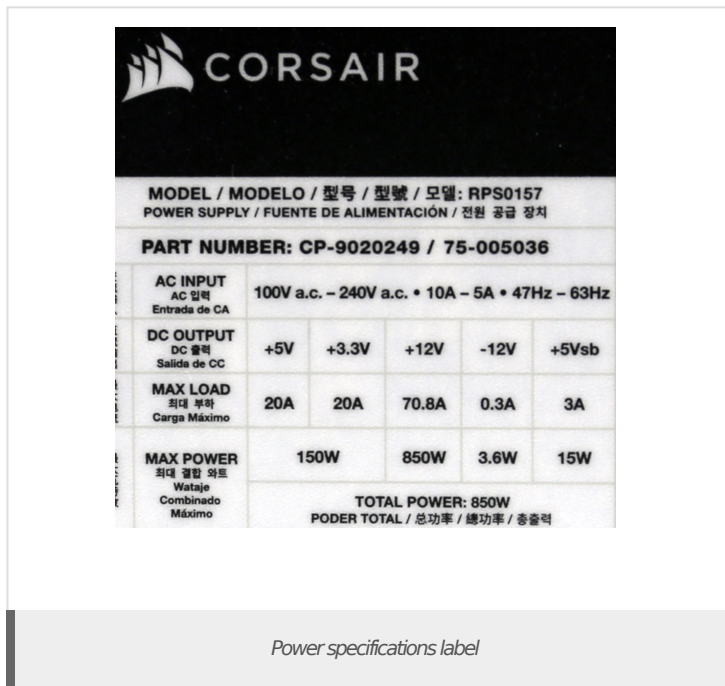 CORSAIR
MODEL / MODELO / 型号 / 型號 / 모델: RPS0157
POWER SUPPLY / FUENTE DE ALIMENTACIÓN / 전원 공급 장치
PART NUMBER: CP-9020249 / 75-005036
AC INPUT
AC 입력
Entrada de CA
100V a.c. – 240V a.c. • 10A – 5A • 47Hz – 63Hz
DC OUTPUT
DC 출력
Salida de CC
+5V +3.3V +12V -12V +5Vsb
MAX LOAD
최대 부하
Carga Máximo
20A 20A 70.8A 0.3A 3A
MAX POWER
최대 결합 와트
Wataje
Combinado
Máximo
150W 850W 3.6W 15W
TOTAL POWER: 850W
PODER TOTAL / 总功率 / 總功率 / 총출력
Power specifications label